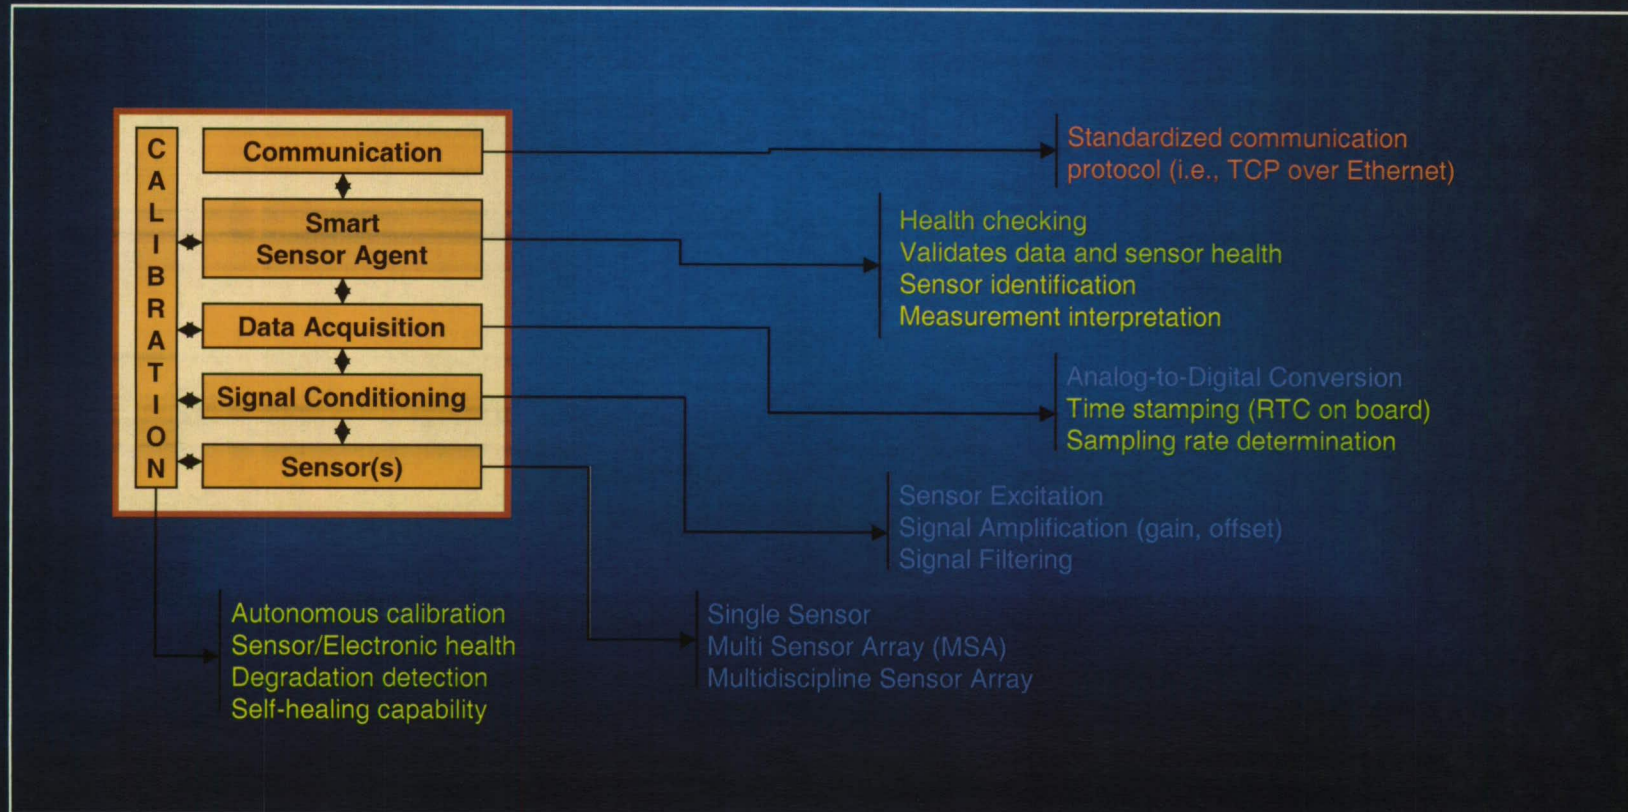 CALIBRATION
Communication
Smart
Sensor Agent
Data Acquisition
Signal Conditioning
Sensor(s)
Standardized communication
protocol (i.e., TCP over Ethernet)
Health checking
Validates data and sensor health
Sensor identification
Measurement interpretation
Analog-to-Digital Conversion
Time stamping (RTC on board)
Sampling rate determination
Sensor Excitation
Signal Amplification (gain, offset)
Signal Filtering
Single Sensor
Multi Sensor Array (MSA)
Multidiscipline Sensor Array
Autonomous calibration
Sensor/Electronic health
Degradation detection
Self-healing capability